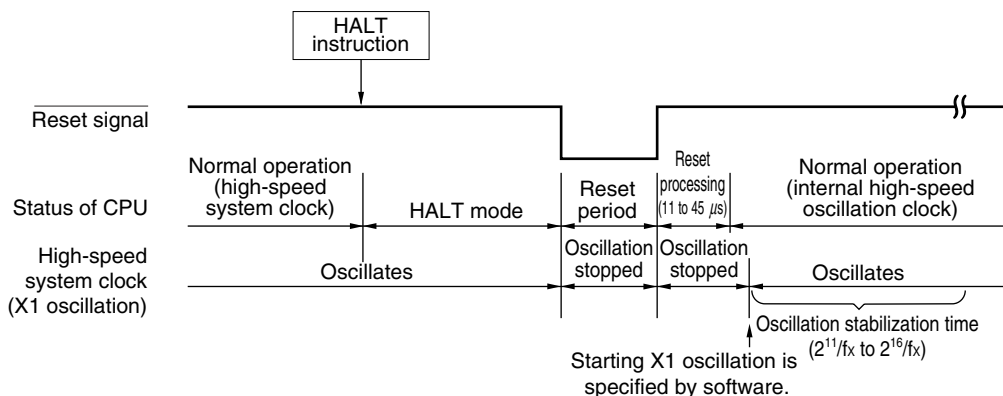 HALT
instruction
Reset signal
Normal operation
(high-speed
system clock)
HALT mode
Reset
period
Reset
processing
(11 to 45 μs)
Normal operation
(internal high-speed
oscillation clock)
Status of CPU
High-speed
system clock
(X1 oscillation)
Oscillates
Oscillation
stopped
Oscillation
stopped
Oscillates
Oscillation stabilization time
(2¹¹/fx to 2¹⁶/fx)
Starting X1 oscillation is
specified by software.